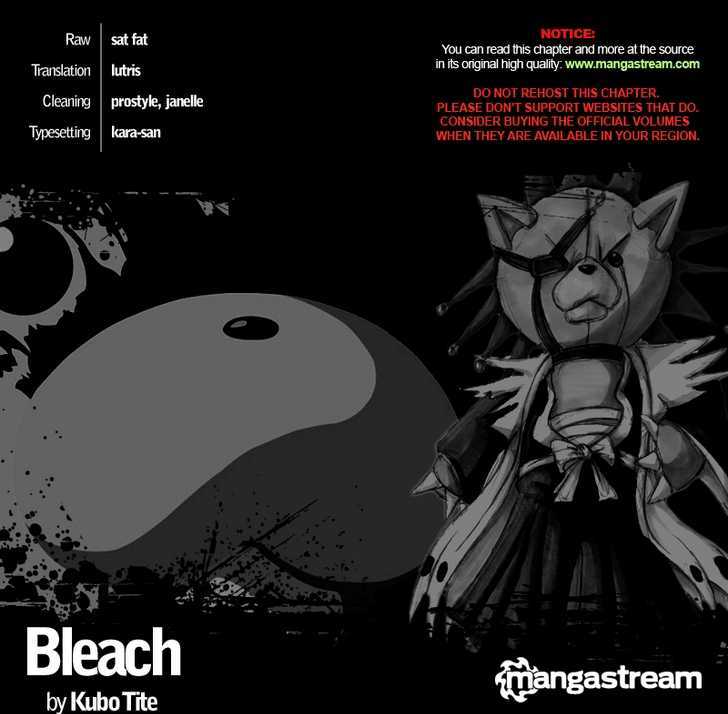 Raw sat fat
Translation lutris
Cleaning prostyle, janelle
Typesetting kara-san
NOTICE:
You can read this chapter and more at the source
in its original high quality: www.mangastream.com
DO NOT REHOST THIS CHAPTER.
PLEASE DON'T SUPPORT WEBSITES THAT DO.
CONSIDER BUYING THE OFFICIAL VOLUMES
WHEN THEY ARE AVAILABLE IN YOUR REGION.
Bleach
by Kubo Tite
mangastream